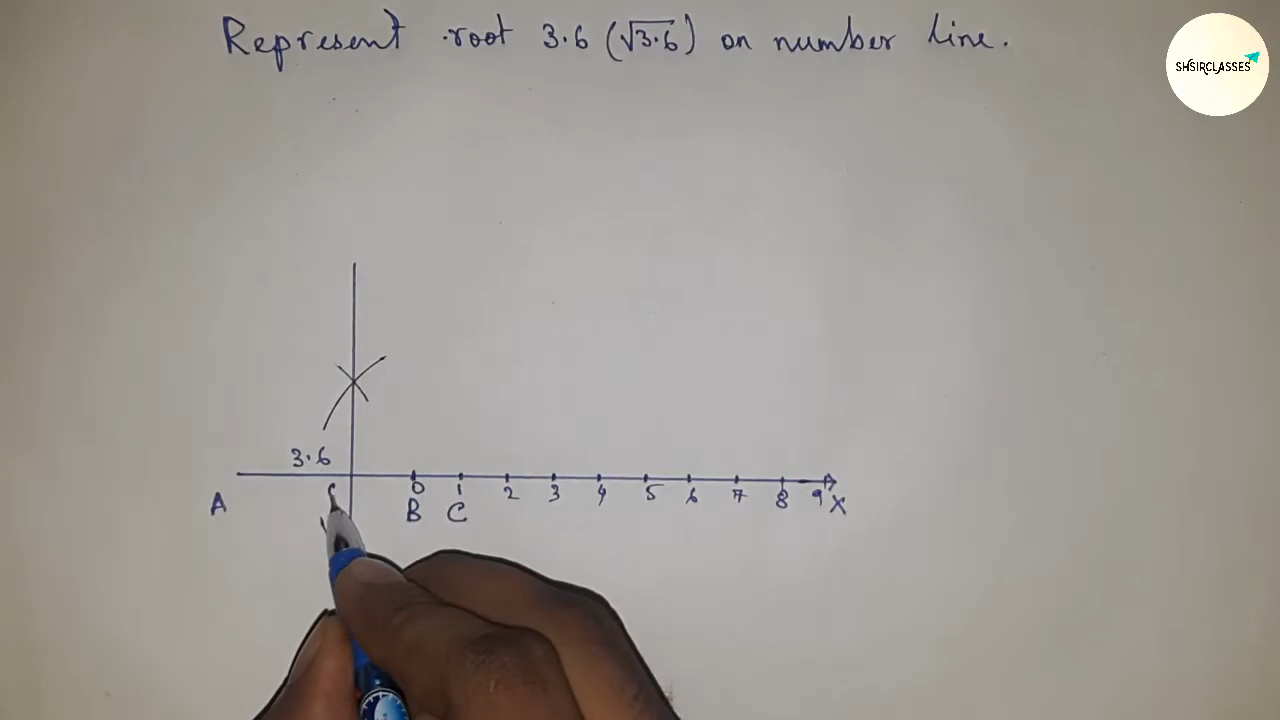 Represent root 3.6 (√3.6) on number line.
SHSIRCLASSES
3.6
0 1 2 3 4 5 6 7 8 9
A B C X